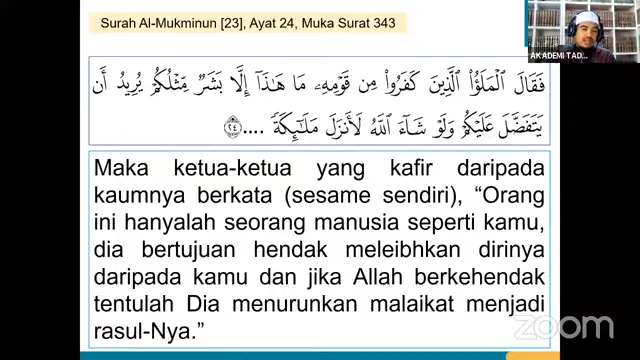 Surah Al-Mukminun [23], Ayat 24, Muka Surat 343
AKADEMI TAD...
فَقَالَ ٱلْمَلَؤُا۟ ٱلَّذِينَ كَفَرُوا۟ مِن قَوْمِهِۦ مَا هَـٰذَآ إِلَّا بَشَرٌ مِّثْلُكُمْ يُرِيدُ أَن
يَتَفَضَّلَ عَلَيْكُمْ وَلَوْ شَآءَ ٱللَّهُ لَأَنزَلَ مَلَـٰٓئِكَةً .... ٢٤
Maka ketua-ketua yang kafir daripada
kaumnya berkata (sesame sendiri), “Orang
ini hanyalah seorang manusia seperti kamu,
dia bertujuan hendak meleibhkan dirinya
daripada kamu dan jika Allah berkehendak
tentulah Dia menurunkan malaikat menjadi
rasul-Nya.”
zoom